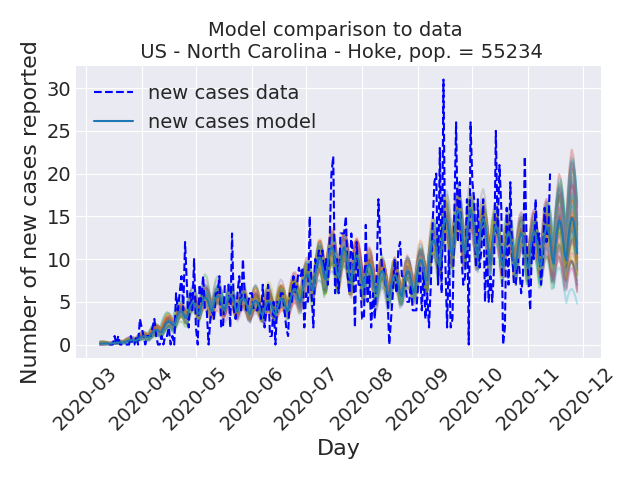 Model comparison to data
US - North Carolina - Hoke, pop. = 55234
Number of new cases reported
30
25
20
15
10
5
0
new cases data
new cases model
2020-03
2020-04
2020-05
2020-06
2020-07
2020-08
2020-09
2020-10
2020-11
2020-12
Day